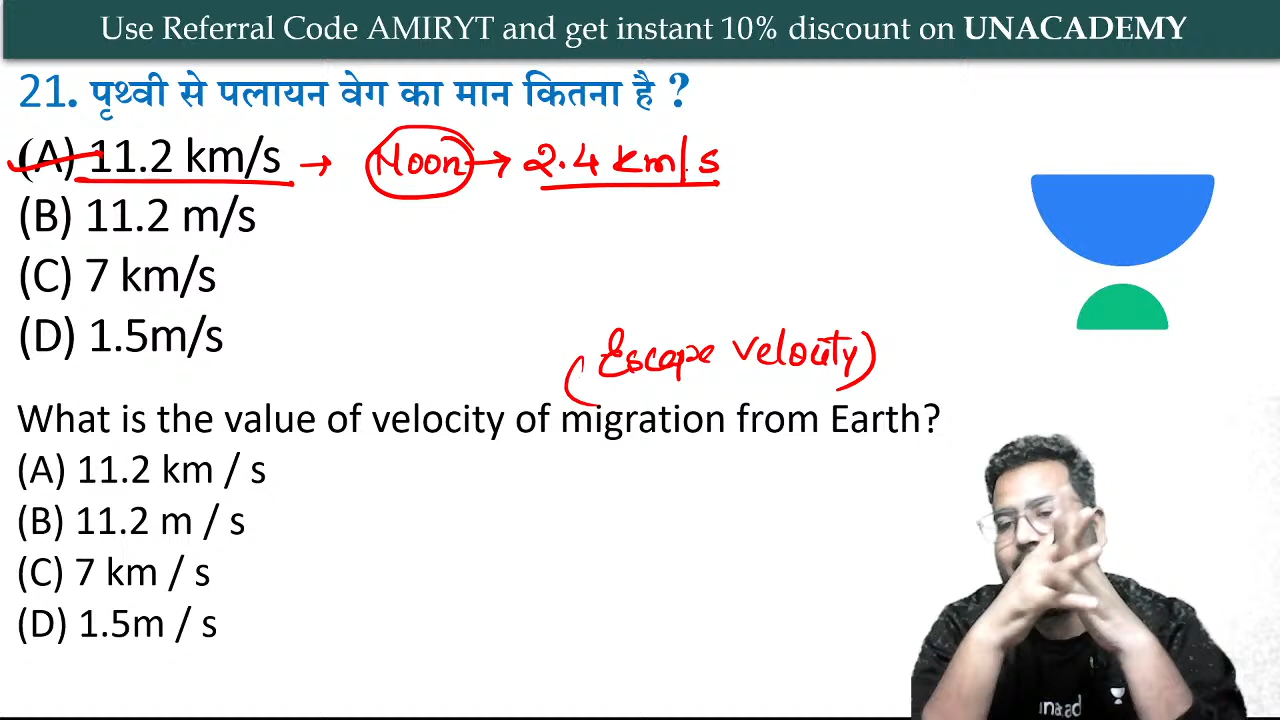 Use Referral Code AMIRYT and get instant 10% discount on UNACADEMY
21. पृथ्वी से पलायन वेग का मान कितना है ?
(A) 11.2 km/s → Moon → 2.4 km/s
(B) 11.2 m/s
(C) 7 km/s
(D) 1.5m/s
(Escape velocity)
What is the value of velocity of migration from Earth?
(A) 11.2 km / s
(B) 11.2 m / s
(C) 7 km / s
(D) 1.5m / s